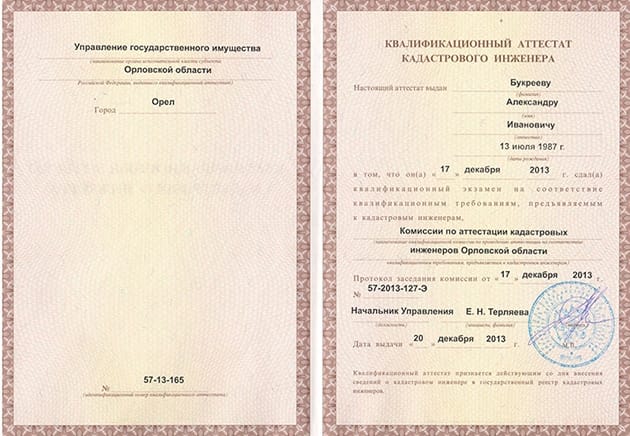 Управление государственного имущества
(наименование органа исполнительной власти субъекта
Орловской области
Российской Федерации, выдавшего квалификационный аттестат)
Город Орел
№ 57-13-165
(идентификационный номер квалификационного аттестата)
КВАЛИФИКАЦИОННЫЙ АТТЕСТАТ
КАДАСТРОВОГО ИНЖЕНЕРА
Настоящий аттестат выдан Букрееву
(фамилия)
Александру
(имя)
Ивановичу
(отчество)
13 июля 1987 г.
(дата рождения)
в том, что он(а) « 17 » декабря 2013 г. сдал(а)
квалификационный экзамен на соответствие
квалификационным требованиям, предъявляемым
к кадастровым инженерам,
Комиссии по аттестации кадастровых
(наименование квалификационной комиссии по проведению аттестации на соответствие
инженеров Орловской области
квалификационным требованиям, предъявляемым к кадастровым инженерам)
Протокол заседания комиссии от « 17 » декабря 2013 г.
№ 57-2013-127-Э
Начальник Управления Е. Н. Терляева
(должность) (инициалы, фамилия) (подпись)
Дата выдачи « 20 » декабря 2013 г. М.П.
Квалификационный аттестат признается действующим со дня внесения
сведений о кадастровом инженере в государственный реестр кадастровых
инженеров.